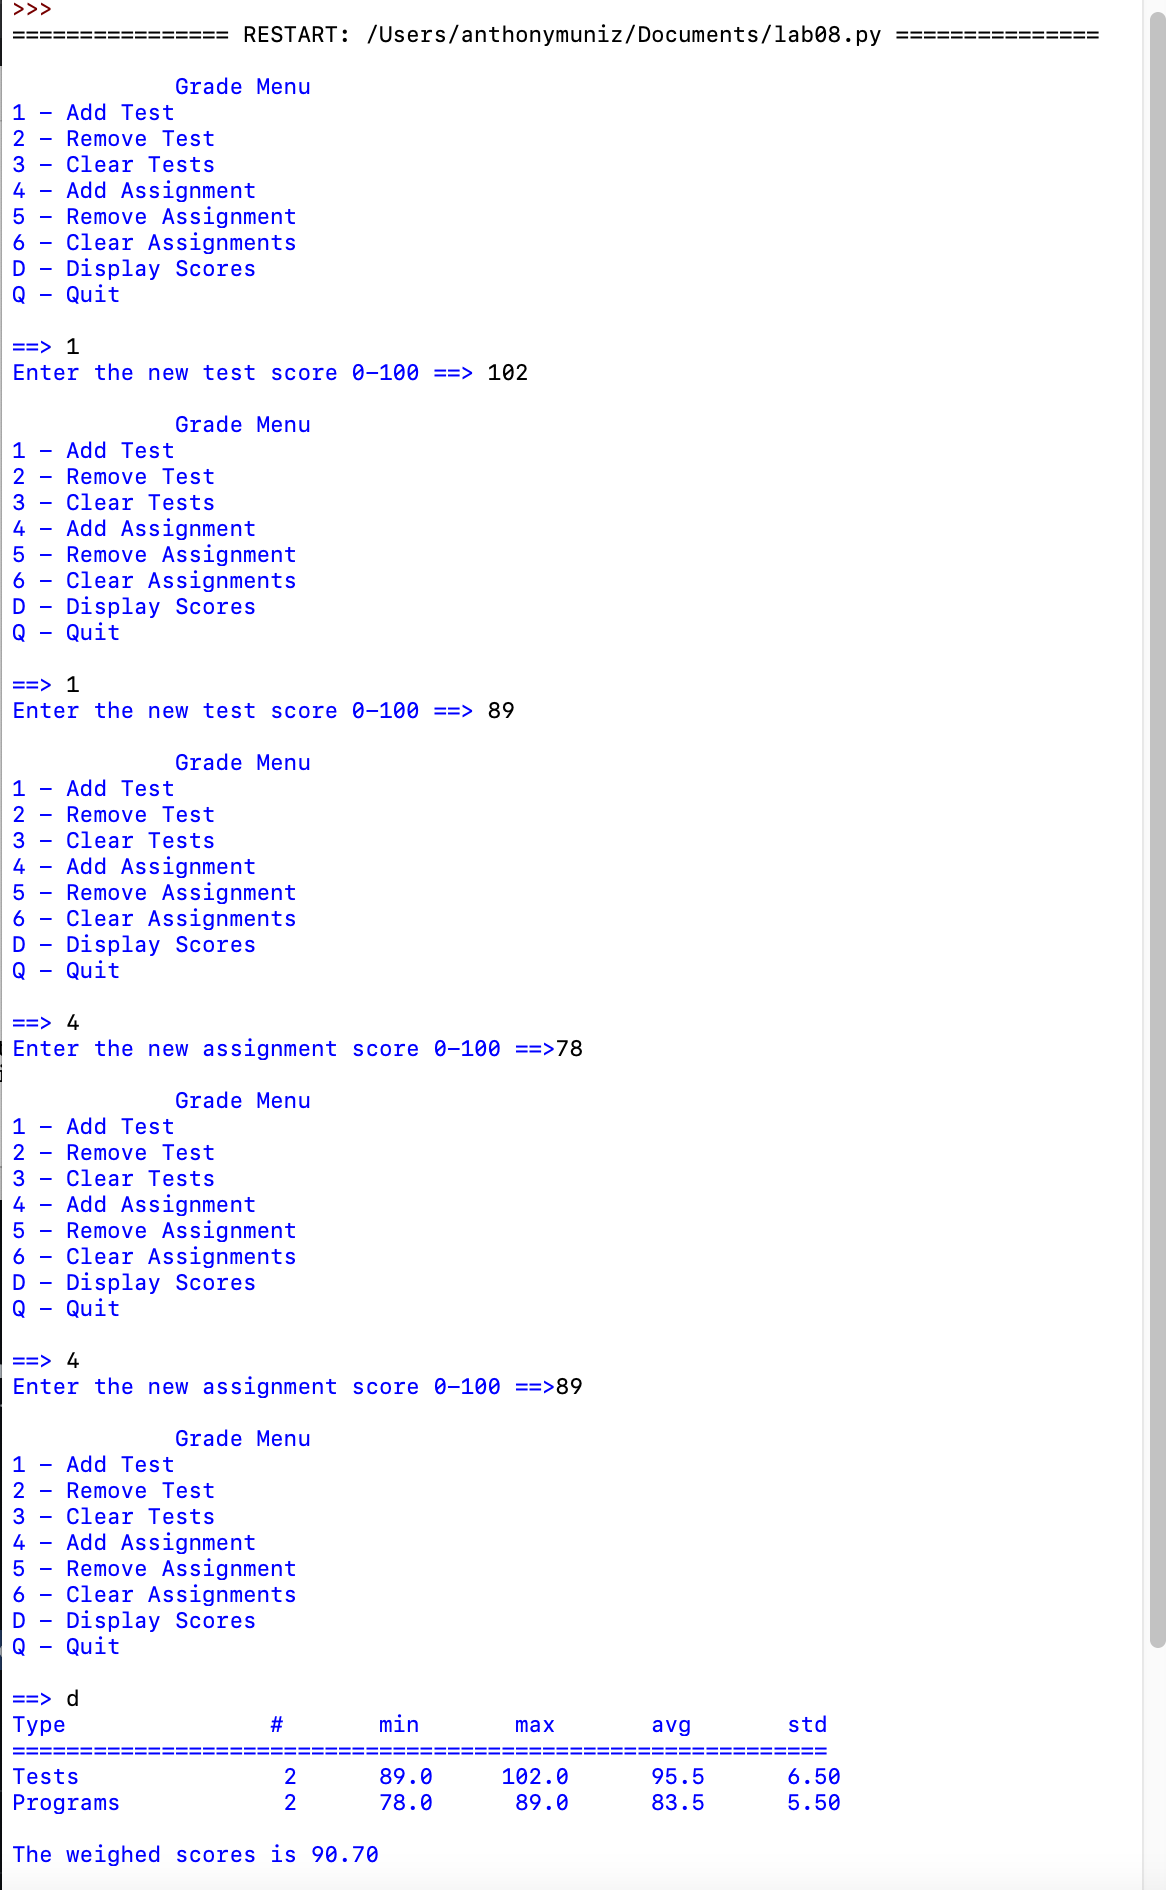 >>>
================ RESTART: /Users/anthonymuniz/Documents/lab08.py ===============
Grade Menu
1 - Add Test
2 - Remove Test
3 - Clear Tests
4 - Add Assignment
5 - Remove Assignment
6 - Clear Assignments
D - Display Scores
Q - Quit
==> 1
Enter the new test score 0-100 ==> 102
Grade Menu
1 - Add Test
2 - Remove Test
3 - Clear Tests
4 - Add Assignment
5 - Remove Assignment
6 - Clear Assignments
D - Display Scores
Q - Quit
==> 1
Enter the new test score 0-100 ==> 89
Grade Menu
1 - Add Test
2 - Remove Test
3 - Clear Tests
4 - Add Assignment
5 - Remove Assignment
6 - Clear Assignments
D - Display Scores
Q - Quit
==> 4
Enter the new assignment score 0-100 ==>78
Grade Menu
1 - Add Test
2 - Remove Test
3 - Clear Tests
4 - Add Assignment
5 - Remove Assignment
6 - Clear Assignments
D - Display Scores
Q - Quit
==> 4
Enter the new assignment score 0-100 ==>89
Grade Menu
1 - Add Test
2 - Remove Test
3 - Clear Tests
4 - Add Assignment
5 - Remove Assignment
6 - Clear Assignments
D - Display Scores
Q - Quit
==> d
Type # min max avg std
============================================================
Tests 2 89.0 102.0 95.5 6.50
Programs 2 78.0 89.0 83.5 5.50
The weighed scores is 90.70